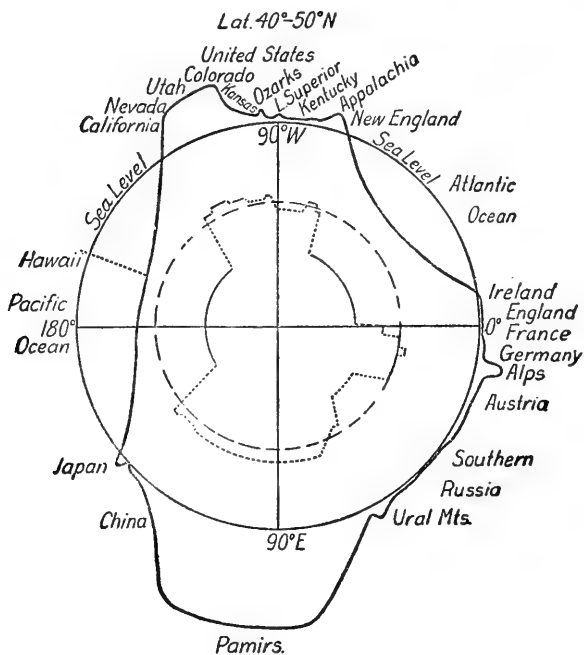 Lat. 40°-50°N
United States
Colorado
Utah
Nevada
California
Kansas
Ozarks
L. Superior
Kentucky
Appalachia
New England
90°W
Sea Level
Sea Level
Atlantic
Ocean
Hawaii
Pacific
180°
Ocean
Ireland
England
0°
France
Germany
Alps
Austria
Southern
Russia
Ural Mts.
Japan
China
90°E
Pamirs.